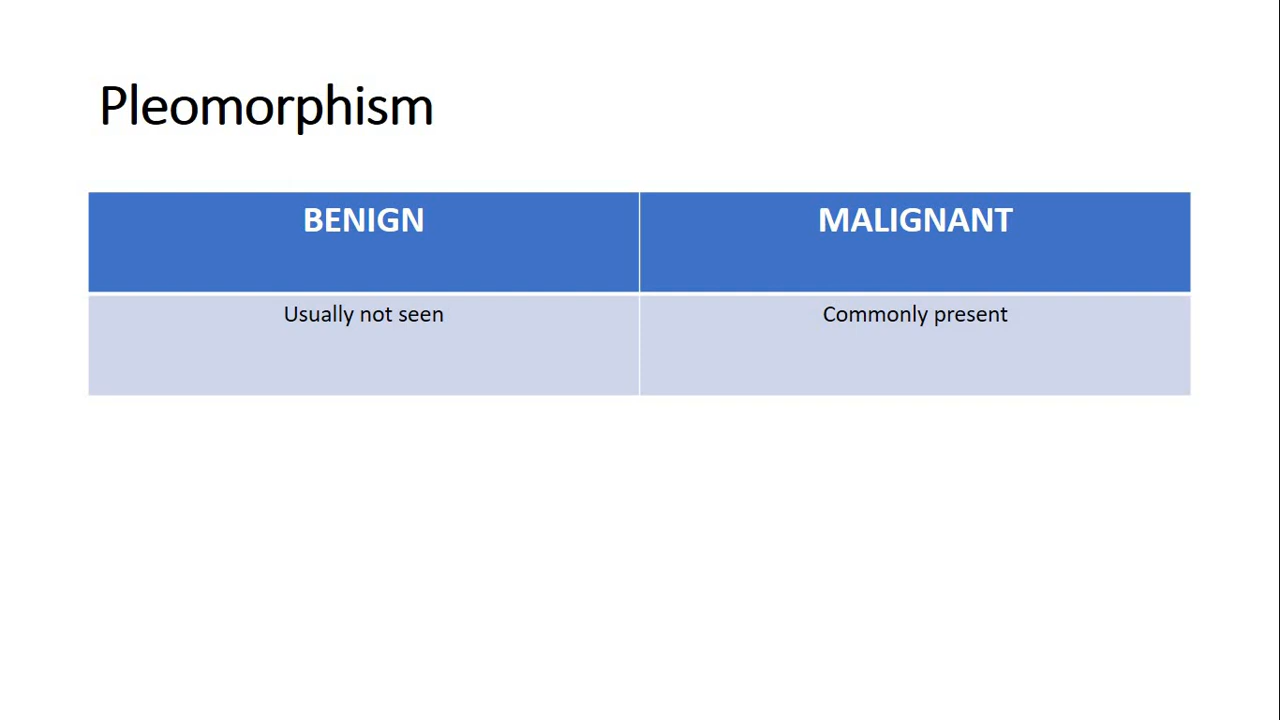 Pleomorphism
BENIGN
MALIGNANT
Usually not seen
Commonly present